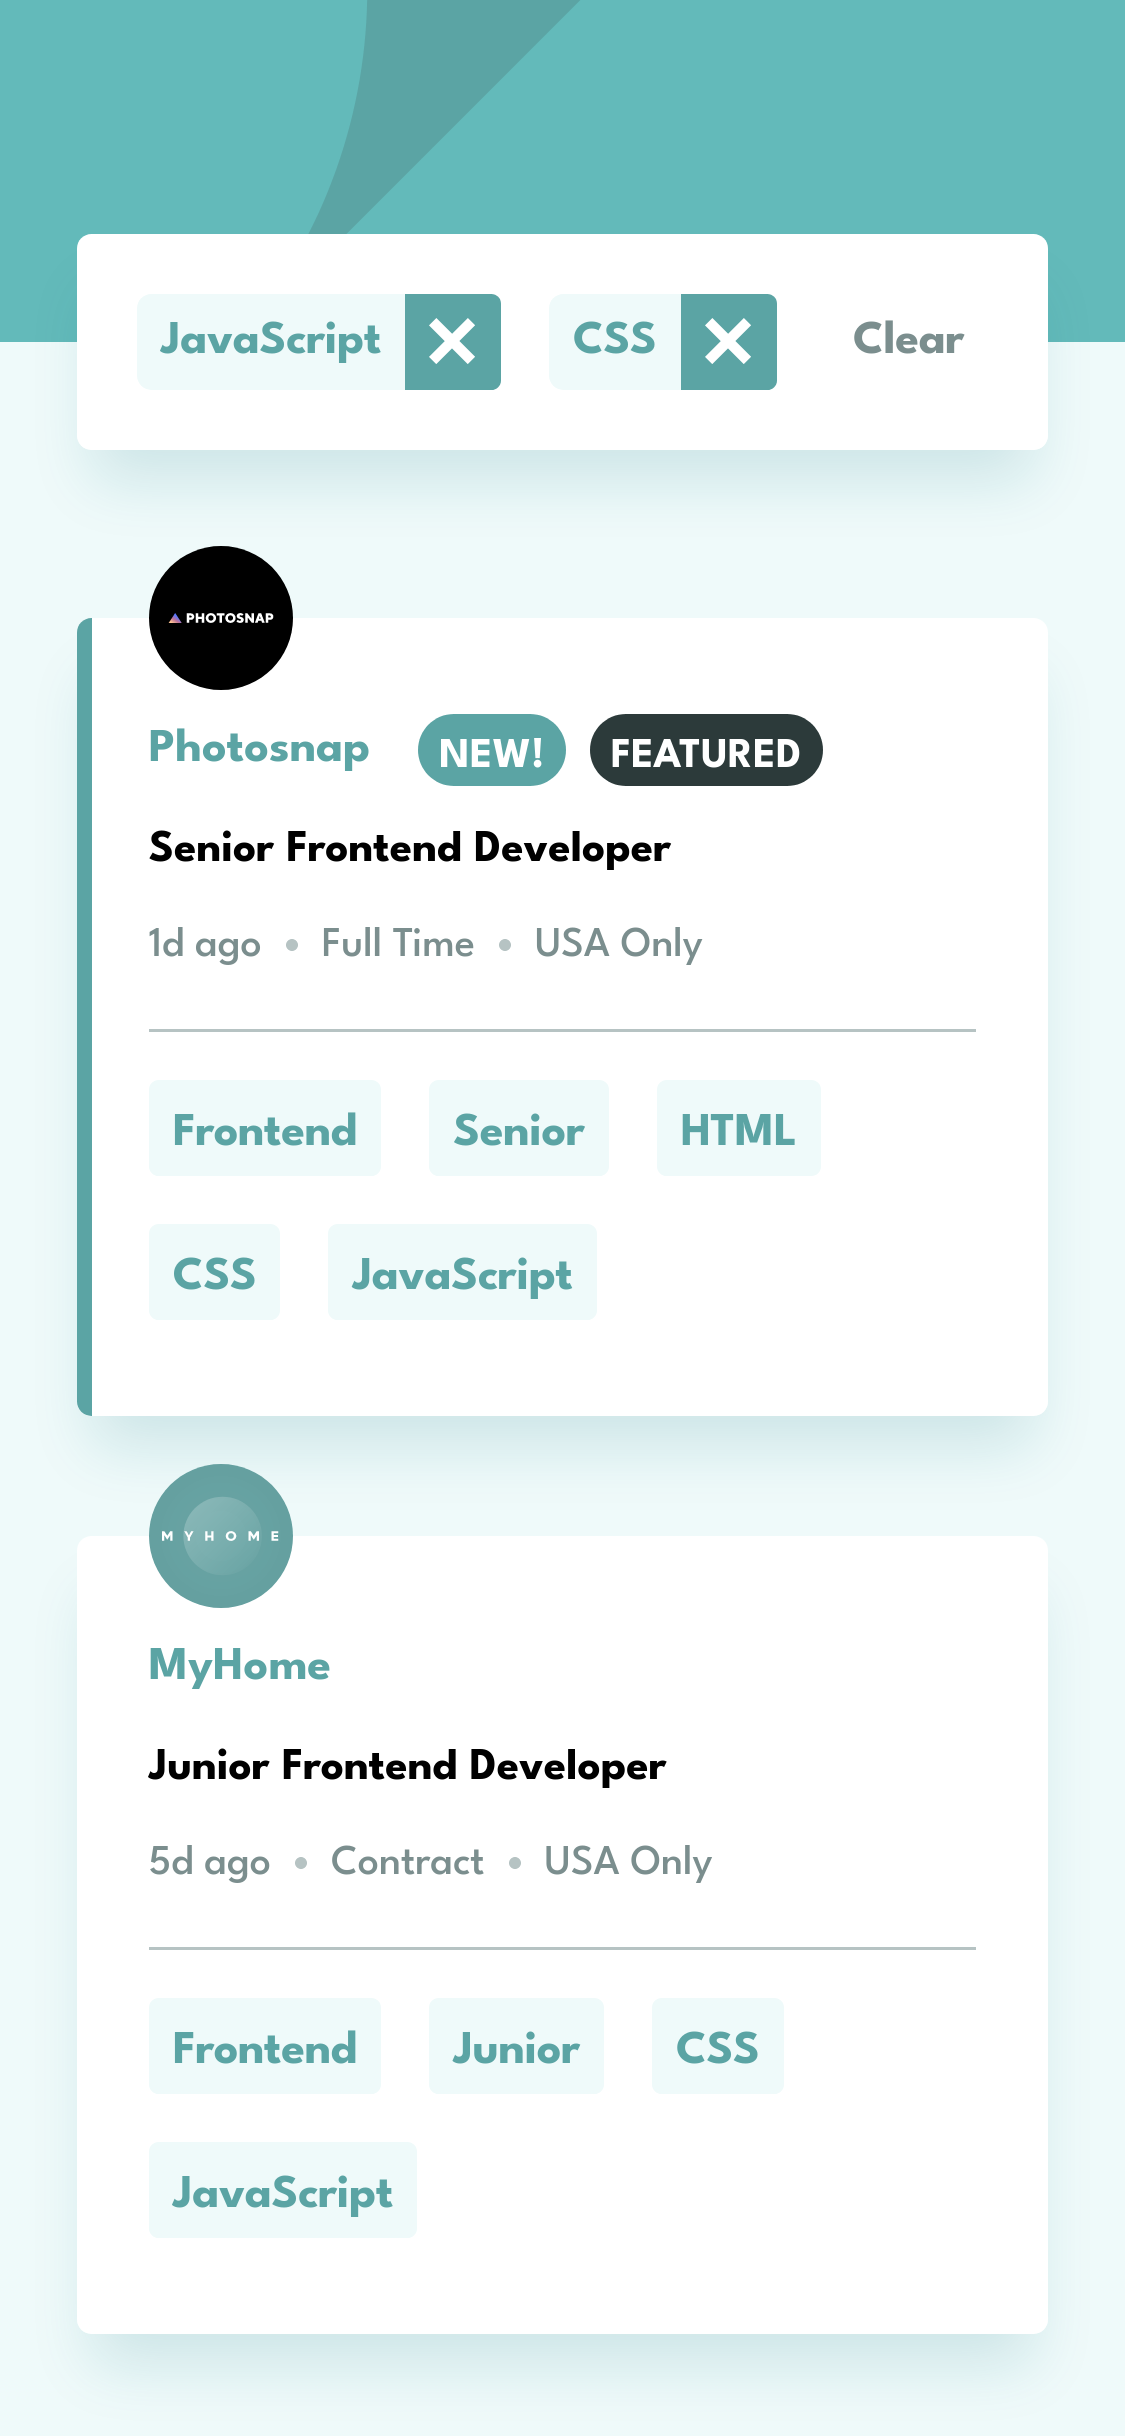 JavaScript CSS Clear
PHOTOSNAP
Photosnap NEW! FEATURED
Senior Frontend Developer
1d ago • Full Time • USA Only
Frontend Senior HTML
CSS JavaScript
MYHOME
MyHome
Junior Frontend Developer
5d ago • Contract • USA Only
Frontend Junior CSS
JavaScript